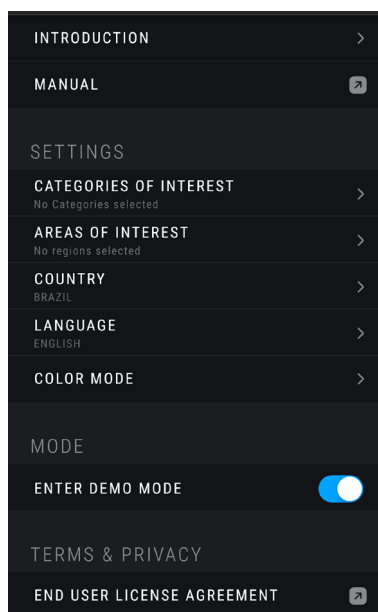 INTRODUCTION
MANUAL
SETTINGS
CATEGORIES OF INTEREST
No Categories selected
AREAS OF INTEREST
No regions selected
COUNTRY
BRAZIL
LANGUAGE
ENGLISH
COLOR MODE
MODE
ENTER DEMO MODE
TERMS & PRIVACY
END USER LICENSE AGREEMENT